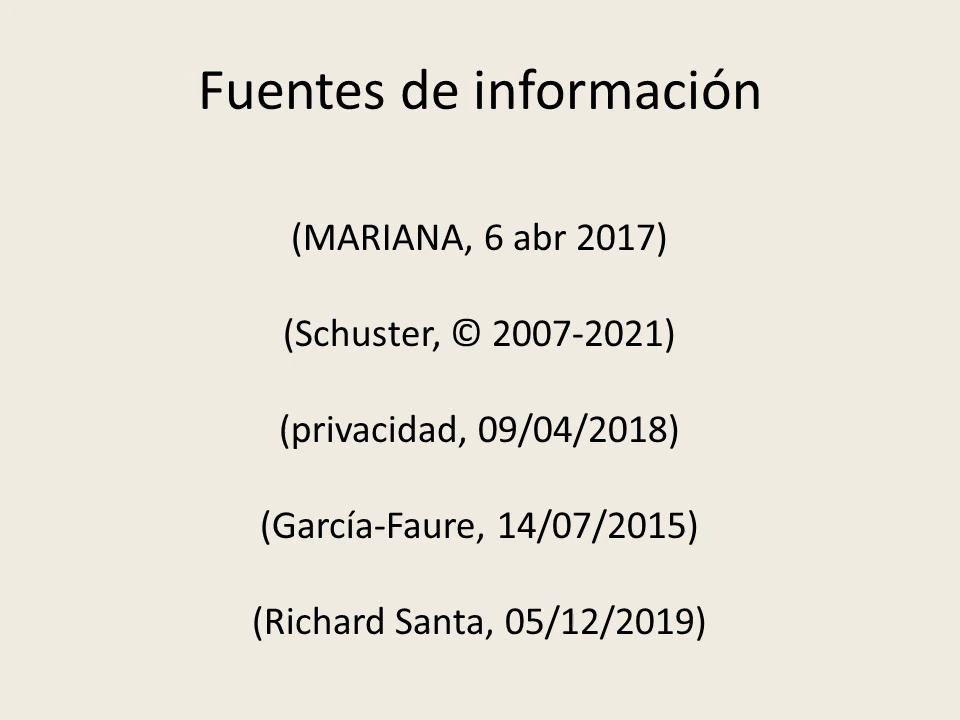 Fuentes de información
(MARIANA, 6 abr 2017)
(Schuster, © 2007-2021)
(privacidad, 09/04/2018)
(García-Faure, 14/07/2015)
(Richard Santa, 05/12/2019)